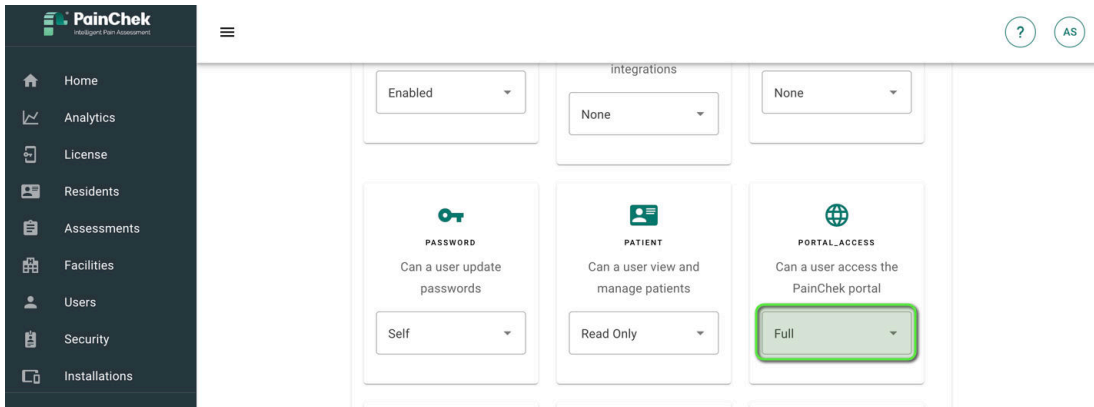 PainChek
Intelligent Pain Assessment
?
AS
Home
Analytics
License
Residents
Assessments
Facilities
Users
Security
Installations
integrations
Enabled
None
None
PASSWORD
Can a user update
passwords
Self
PATIENT
Can a user view and
manage patients
Read Only
PORTAL_ACCESS
Can a user access the
PainChek portal
Full